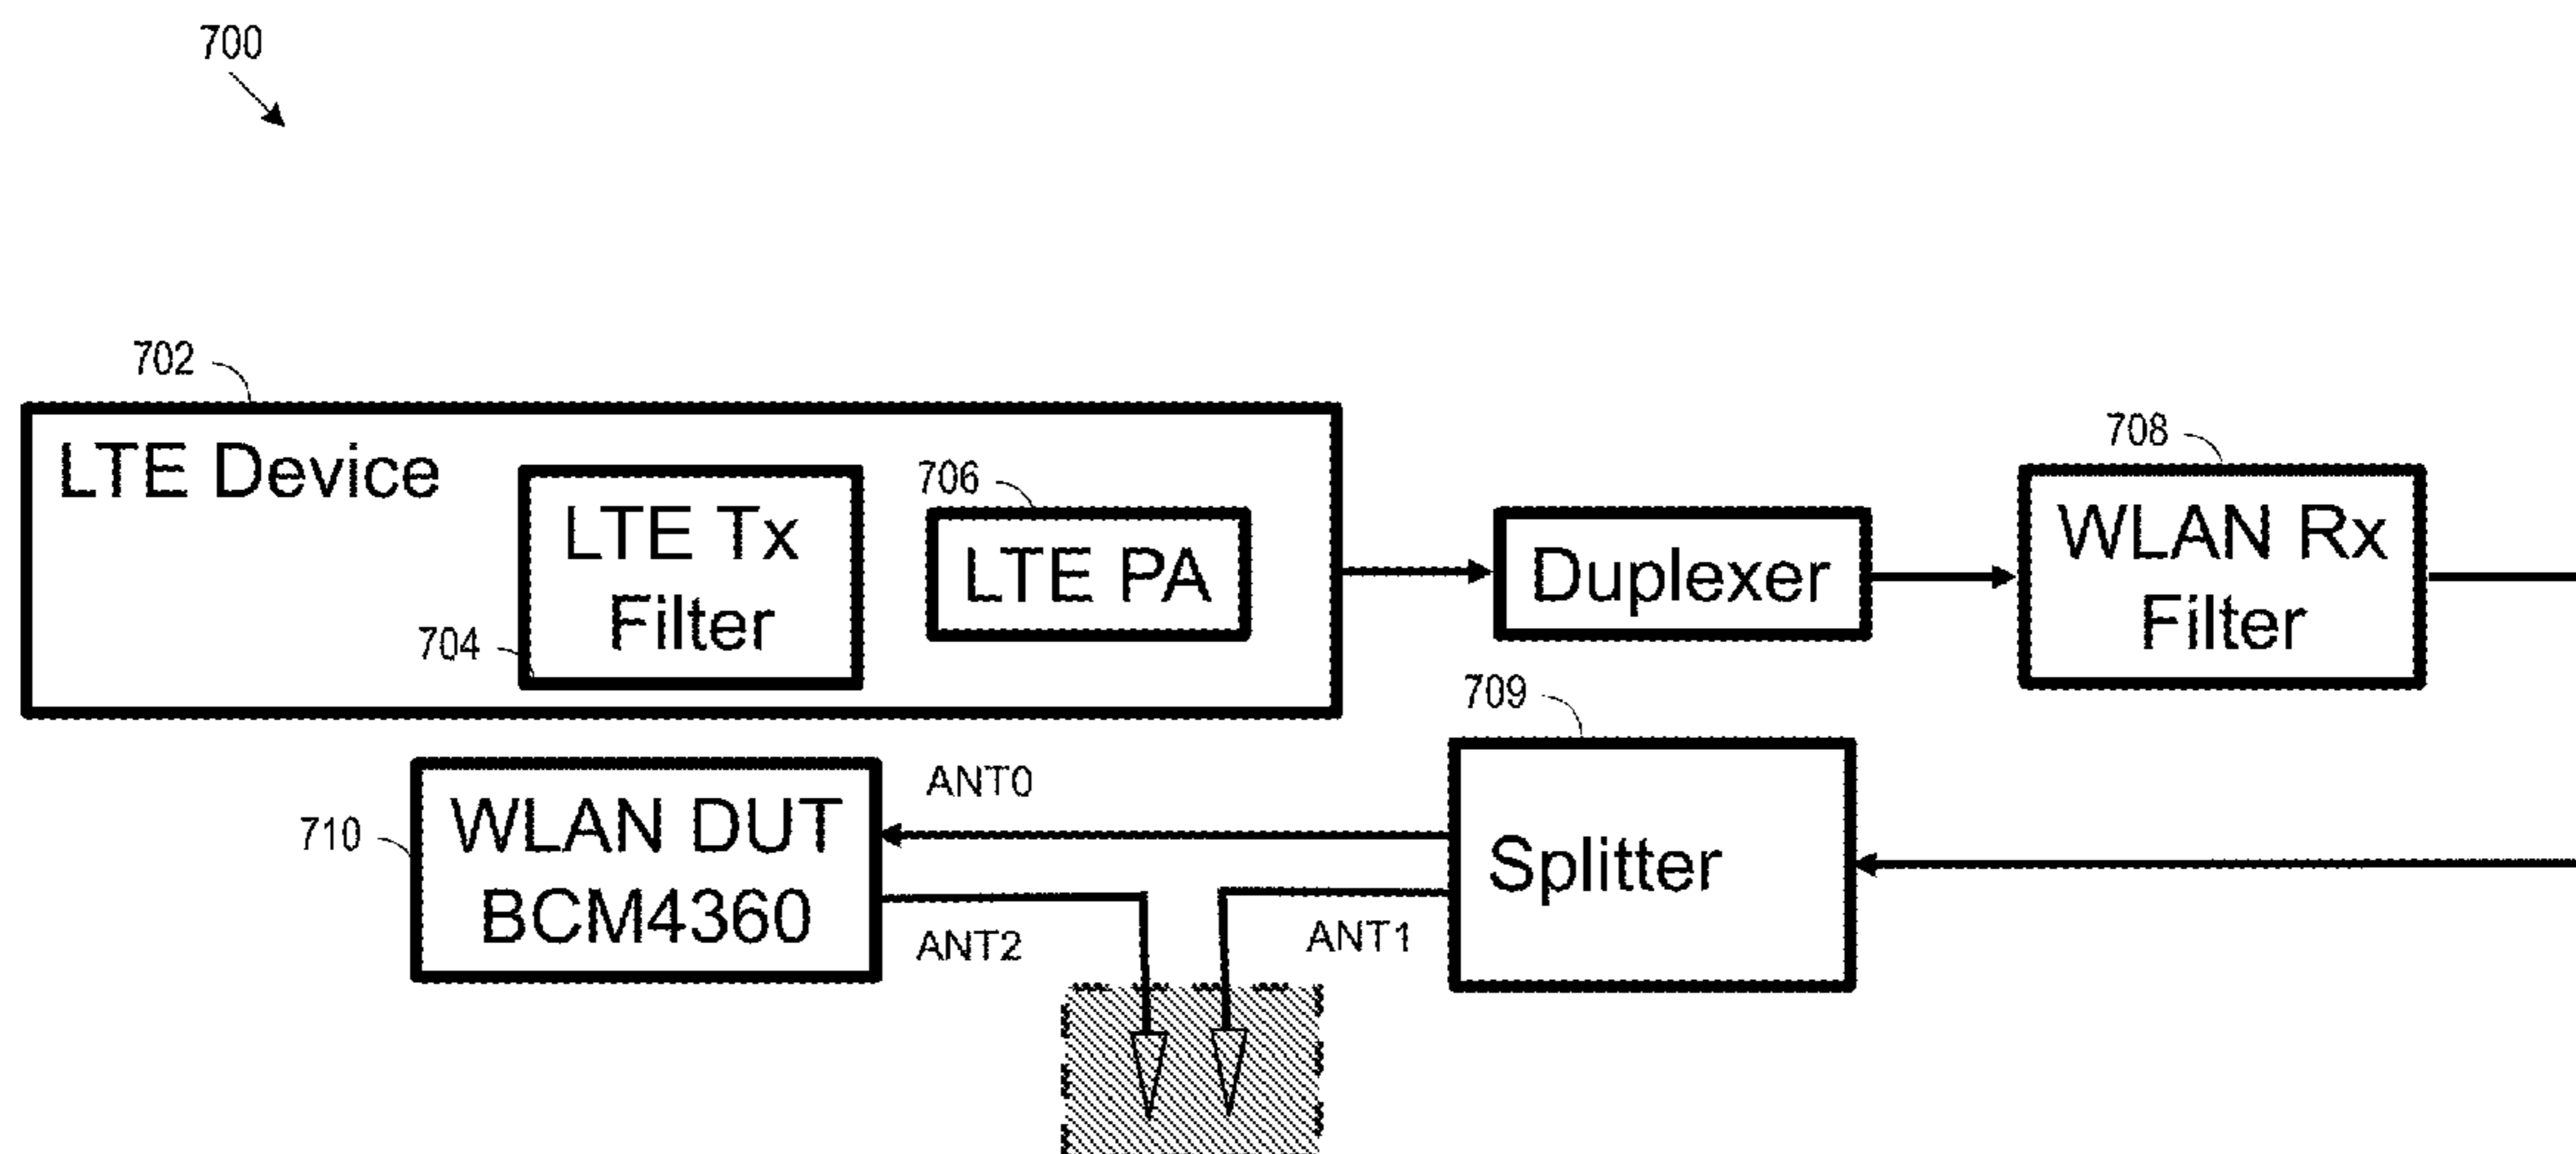 700
702
LTE Device
704
LTE Tx
Filter
706
LTE PA
Duplexer
708
WLAN Rx
Filter
709
Splitter
710
WLAN DUT
BCM4360
ANT0
ANT2
ANT1